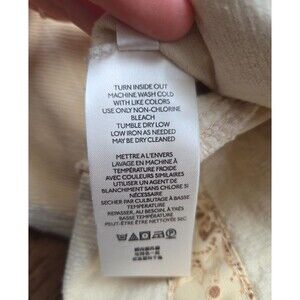 TURN INSIDE OUT
MACHINE WASH COLD
WITH LIKE COLORS
USE ONLY NON-CHLORINE
BLEACH
TUMBLE DRY LOW
LOW IRON AS NEEDED
MAY BE DRY CLEANED
METTRE A L'ENVERS
LAVAGE EN MACHINE À
TEMPÉRATURE FROIDE
AVEC COULEURS SIMILAIRES
UTILISER UN AGENT DE
BLANCHIMENT SANS CHLORE SI
NÉCESSAIRE
SÉCHER PAR CULBUTAGE À BASSE
TEMPÉRATURE
REPASSER, AU BESOIN, À TRÈS
BASSE TEMPÉRATURE
PEUT-ÊTRE ÊTRE NETTOYÉ SEC